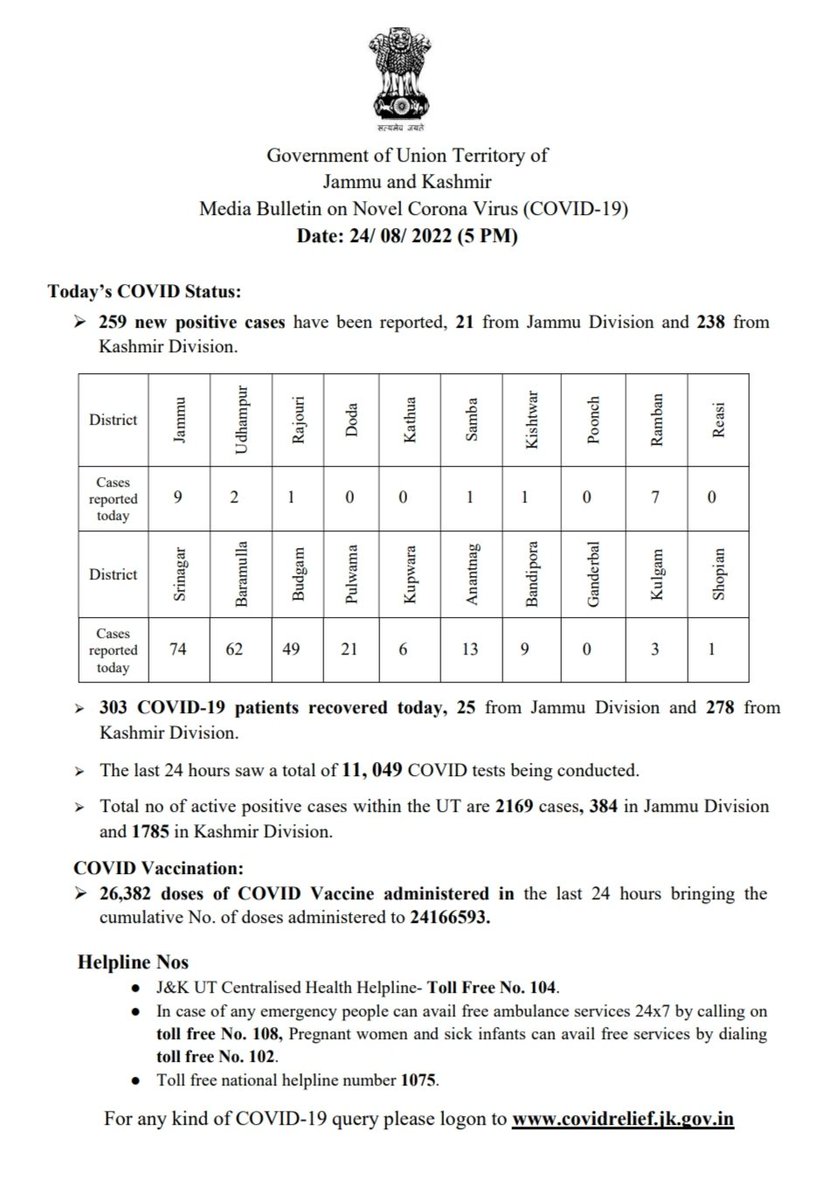 सत्यमेव जयते
Government of Union Territory of
Jammu and Kashmir
Media Bulletin on Novel Corona Virus (COVID-19)
Date: 24/ 08/ 2022 (5 PM)
Today's COVID Status:
➢ 259 new positive cases have been reported, 21 from Jammu Division and 238 from
Kashmir Division.
District Jammu Udhampur Rajouri Doda Kathua Samba Kishtwar Poonch Ramban Reasi
Cases
reported
today 9 2 1 0 0 1 1 0 7 0
District Srinagar Baramulla Budgam Pulwama Kupwara Anantnag Bandipora Ganderbal Kulgam Shopian
Cases
reported
today 74 62 49 21 6 13 9 0 3 1
➢ 303 COVID-19 patients recovered today, 25 from Jammu Division and 278 from
Kashmir Division.
➢ The last 24 hours saw a total of 11, 049 COVID tests being conducted.
➢ Total no of active positive cases within the UT are 2169 cases, 384 in Jammu Division
and 1785 in Kashmir Division.
COVID Vaccination:
➢ 26,382 doses of COVID Vaccine administered in the last 24 hours bringing the
cumulative No. of doses administered to 24166593.
Helpline Nos
● J&K UT Centralised Health Helpline- Toll Free No. 104.
● In case of any emergency people can avail free ambulance services 24x7 by calling on
toll free No. 108, Pregnant women and sick infants can avail free services by dialing
toll free No. 102.
● Toll free national helpline number 1075.
For any kind of COVID-19 query please logon to www.covidrelief.jk.gov.in